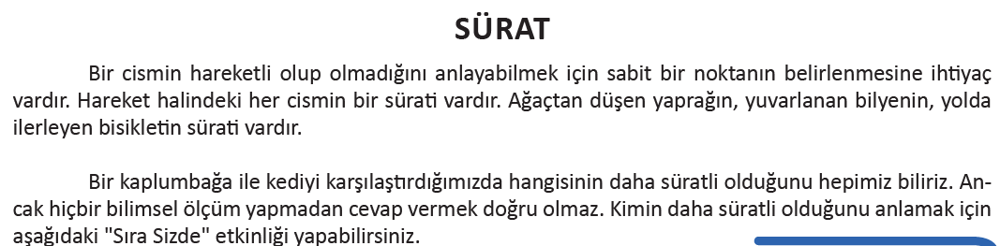 SÜRAT
Bir cismin hareketli olup olmadığını anlayabilmek için sabit bir noktanın belirlenmesine ihtiyaç
vardır. Hareket halindeki her cismin bir sürati vardır. Ağaçtan düşen yaprağın, yuvarlanan bilyenin, yolda
ilerleyen bisikletin sürati vardır.
Bir kaplumbağa ile kediyi karşılaştırdığımızda hangisinin daha süratli olduğunu hepimiz biliriz. An-
cak hiçbir bilimsel ölçüm yapmadan cevap vermek doğru olmaz. Kimin daha süratli olduğunu anlamak için
aşağıdaki "Sıra Sizde" etkinliği yapabilirsiniz.